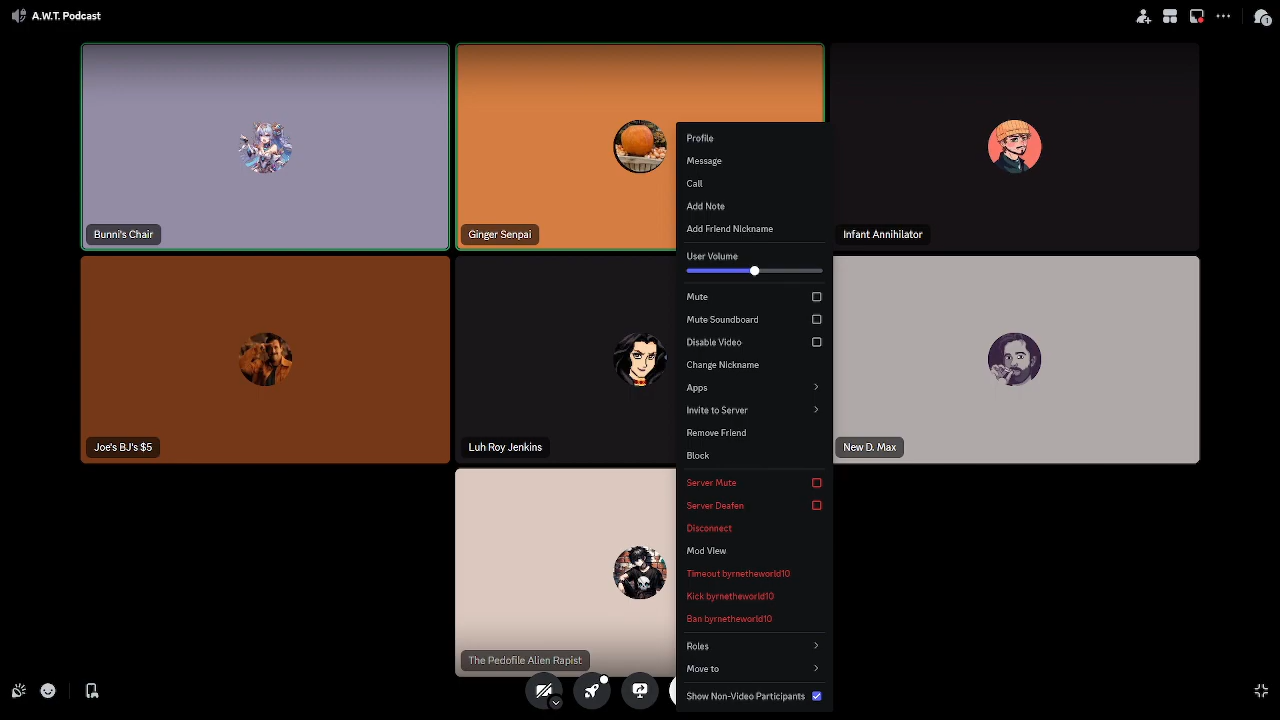 A.W.T. Podcast
1
Bunni's Chair
Ginger Senpai
Infant Annihilator
Joe's BJ's $5
Luh Roy Jenkins
New D. Max
The Pedofile Alien Rapist
Profile
Message
Call
Add Note
Add Friend Nickname
User Volume
Mute
Mute Soundboard
Disable Video
Change Nickname
Apps
Invite to Server
Remove Friend
Block
Server Mute
Server Deafen
Disconnect
Mod View
Timeout byrnetheworld10
Kick byrnetheworld10
Ban byrnetheworld10
Roles
Move to
Show Non-Video Participants